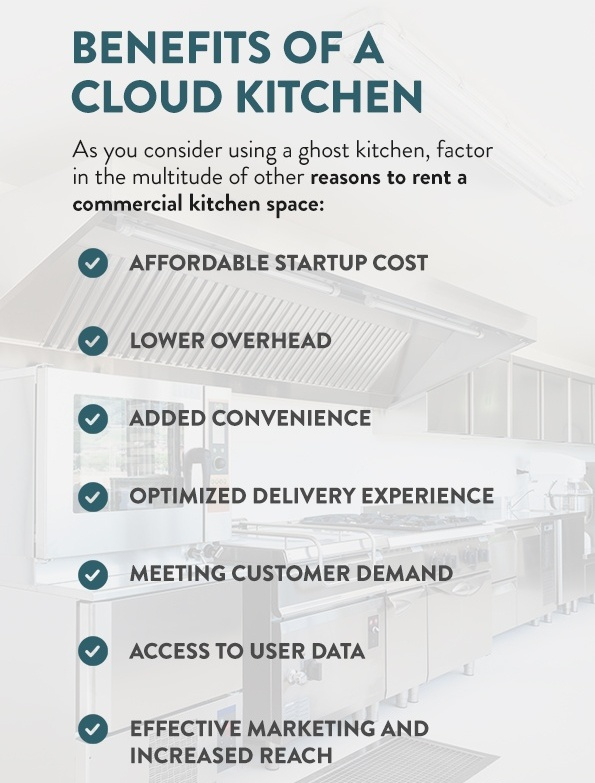 BENEFITS OF A
CLOUD KITCHEN
As you consider using a ghost kitchen, factor
in the multitude of other reasons to rent a
commercial kitchen space:
AFFORDABLE STARTUP COST
LOWER OVERHEAD
ADDED CONVENIENCE
OPTIMIZED DELIVERY EXPERIENCE
MEETING CUSTOMER DEMAND
ACCESS TO USER DATA
EFFECTIVE MARKETING AND
INCREASED REACH